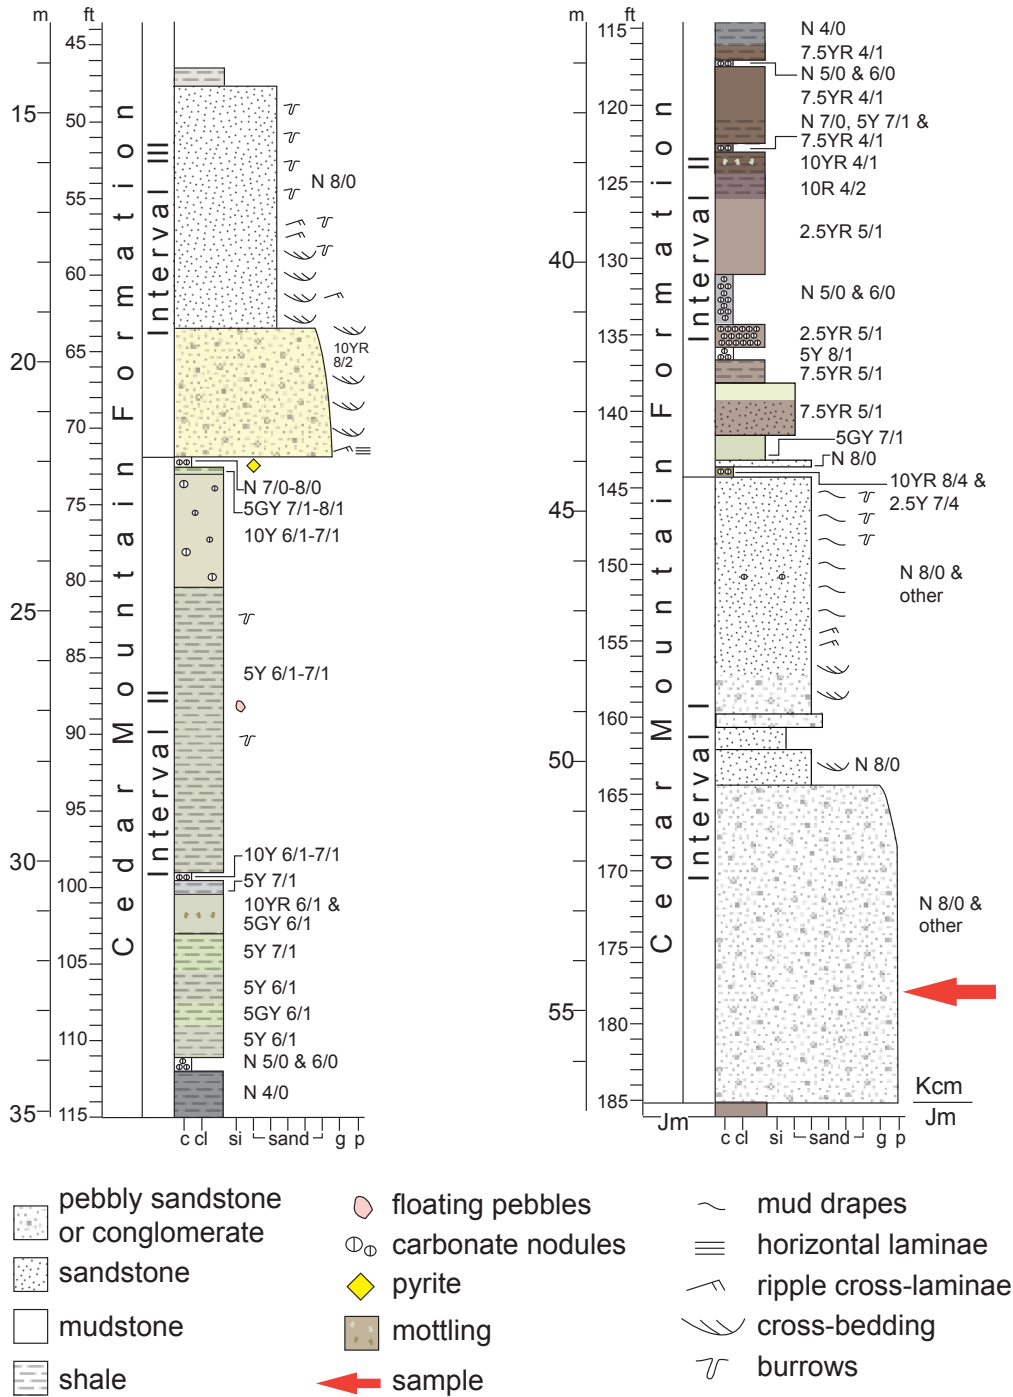 m
ft
45
15
50
55
60
20
65
70
75
80
25
85
90
95
30
100
105
110
35
115
Cedar Mountain Formation
Interval III
Interval II
N 8/0
10YR
8/2
N 7/0-8/0
5GY 7/1-8/1
10Y 6/1-7/1
5Y 6/1-7/1
10Y 6/1-7/1
5Y 7/1
10YR 6/1 &
5GY 6/1
5Y 7/1
5Y 6/1
5GY 6/1
5Y 6/1
N 5/0 & 6/0
N 4/0
c cl si sand g p
m
ft
115
120
125
40
130
135
140
145
45
150
155
160
50
165
170
175
55
180
185
Cedar Mountain Formation
Interval II
Interval I
N 4/0
7.5YR 4/1
N 5/0 & 6/0
7.5YR 4/1
N 7/0, 5Y 7/1 &
7.5YR 4/1
10YR 4/1
10R 4/2
2.5YR 5/1
N 5/0 & 6/0
2.5YR 5/1
5Y 8/1
7.5YR 5/1
7.5YR 5/1
5GY 7/1
N 8/0
10YR 8/4 &
2.5Y 7/4
N 8/0 &
other
N 8/0
N 8/0 &
other
Kcm
Jm
Jm
c cl si sand g p
pebbly sandstone
or conglomerate
sandstone
mudstone
shale
floating pebbles
carbonate nodules
pyrite
mottling
sample
mud drapes
horizontal laminae
ripple cross-laminae
cross-bedding
burrows